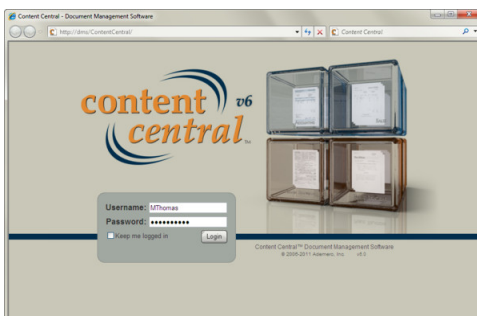 Content Central - Document Management Software
http://dms/ContentCentral/
Content Central
content v6
central
Username: MThomas
Password: ••••••••••
Keep me logged in
Login
Content Central™ Document Management Software
© 2005-2011 Ademero, Inc.